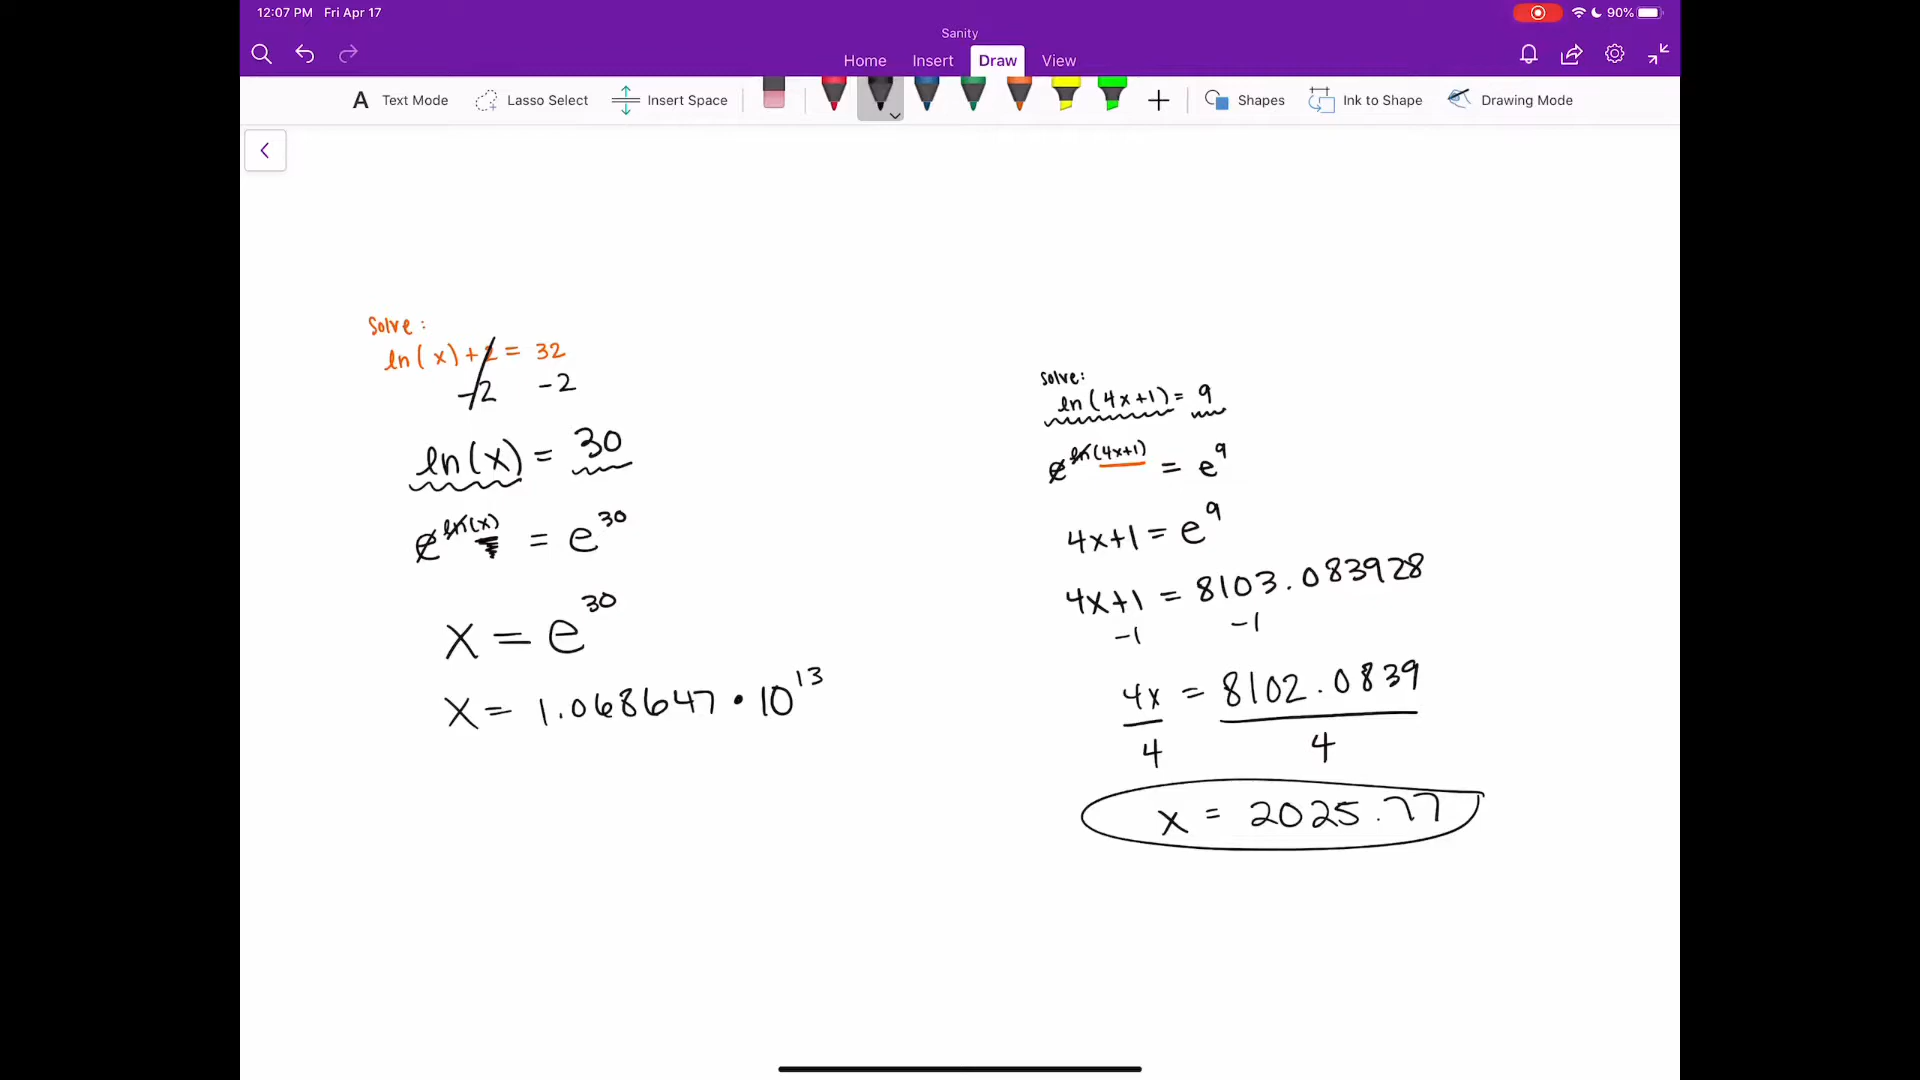 12:07 PM Fri Apr 17
90%
Sanity
Home Insert Draw View
A Text Mode Lasso Select Insert Space Shapes Ink to Shape Drawing Mode
Solve:
ln(x)+2 = 32
-2 -2
ln(x) = 30
e^ln(x) = e^30
x = e^30
x = 1.068647 • 10^13
Solve:
ln(4x+1) = 9
e^ln(4x+1) = e^9
4x+1 = e^9
4x+1 = 8103.083928
-1 -1
4x = 8102.0839
4 4
x = 2025.77